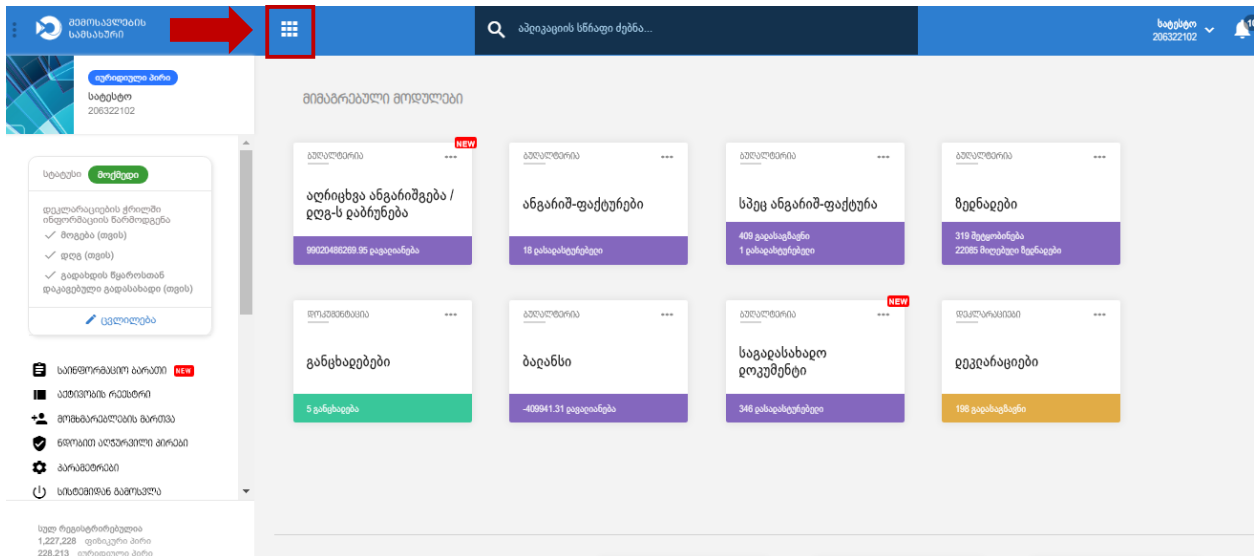 შემოსავლების
სამსახური
აპლიკაციის სწრაფი ძებნა...
სატესტო
206322102
იურიდიული პირი
სატესტო
206322102
სტატუსი მოქმედი
დეკლარაციების ჭრილში
ინფორმაციის წარმოდგენა
მოგება (თვის)
დღგ (თვის)
გადახდის წყაროსთან
დაკავებული გადასახადი (თვის)
ცვლილება
საინფორმაციო ბარათი NEW
აქტივობის რეესტრი
მომხმარებლების მართვა
ნდობით აღჭურვილი პირები
პარამეტრები
სისტემიდან გამოსვლა
სულ რეგისტრირებულია
1,227,228 ფიზიკური პირი
228,213 იურიდიული პირი
მიმაგრებული მოდულები
ბუღალტერია
NEW
აღრიცხვა ანგარიშგება /
დღგ-ს დაბრუნება
99020486269.95 დავალიანება
ბუღალტერია
ანგარიშ-ფაქტურები
18 დასადასტურებელი
ბუღალტერია
სპეც ანგარიშ-ფაქტურა
409 გადასაგზავნი
1 დასადასტურებელი
ბუღალტერია
ზედნადები
319 შეტყობინება
22085 მიღებული ზედნადები
დოკუმენტაცია
განცხადებები
5 განცხადება
ბუღალტერია
ბალანსი
-409941.31 დავალიანება
ბუღალტერია
NEW
საგადასახადო
დოკუმენტი
346 დასადასტურებელი
დეკლარაციები
დეკლარაციები
198 გადასაგზავნი